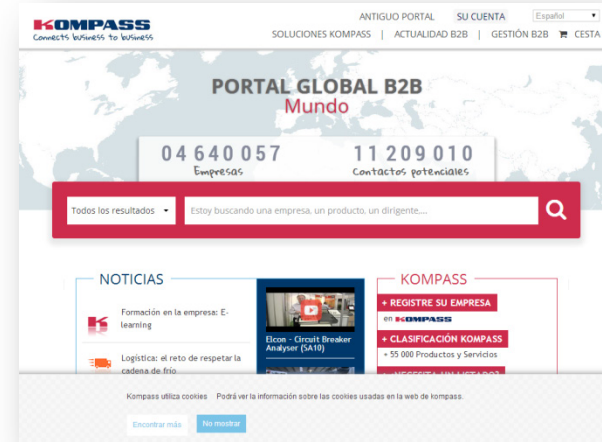 KOMPASS
Connects business to business
ANTIGUO PORTAL SU CUENTA Español
SOLUCIONES KOMPASS | ACTUALIDAD B2B | GESTIÓN B2B CESTA
PORTAL GLOBAL B2B
Mundo
04 640 057 11 209 010
Empresas Contactos potenciales
Todos los resultados Estoy buscando una empresa, un producto, un dirigente,...
NOTICIAS
Formación en la empresa: E-
learning
Logística: el reto de respetar la
cadena de frío
Elcon - Circuit Breaker
Analyser (SA10)
KOMPASS
+ REGISTRE SU EMPRESA
en KOMPASS
+ CLASIFICACIÓN KOMPASS
+ 55 000 Productos y Servicios
+ NECESITA UN LISTADO?
Kompass utiliza cookies Podrá ver la información sobre las cookies usadas en la web de kompass.
Encontrar más No mostrar